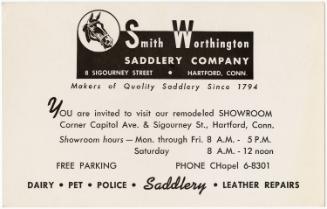 Smith Worthington
SADDLERY COMPANY
8 SIGOURNEY STREET • HARTFORD, CONN.
Makers of Quality Saddlery Since 1794
You are invited to visit our remodeled SHOWROOM
Corner Capitol Ave. & Sigourney St., Hartford, Conn.
Showroom hours — Mon. through Fri. 8 A.M. - 5 P.M.
Saturday 8 A.M. - 12 noon
FREE PARKING PHONE CHapel 6-8301
DAIRY • PET • POLICE • Saddlery • LEATHER REPAIRS